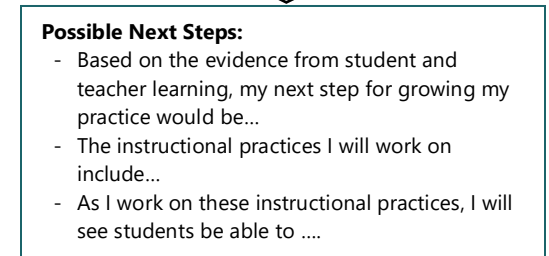 Possible Next Steps:
- Based on the evidence from student and
teacher learning, my next step for growing my
practice would be...
- The instructional practices I will work on
include...
- As I work on these instructional practices, I will
see students be able to ....